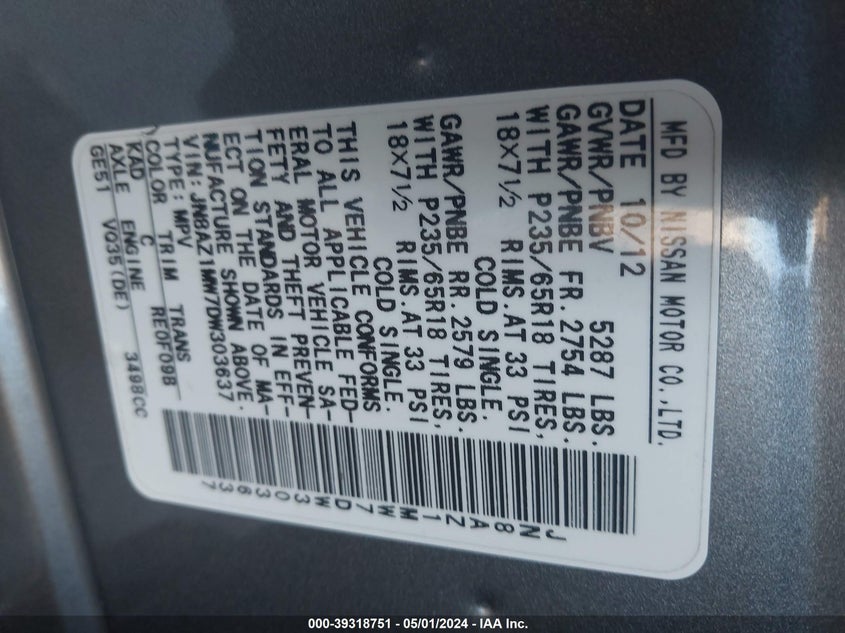 MFD BY NISSAN MOTOR CO.,LTD.
DATE 10/12
GVWR/PNBV 5287 LBS.
GAWR/PNBE FR. 2754 LBS.
WITH P235/65R18 TIRES,
18X7½ RIMS.AT 33 PSI
COLD SINGLE.
GAWR/PNBE RR. 2579 LBS.
WITH P235/65R18 TIRES,
18X7½ RIMS.AT 33 PSI
COLD SINGLE.
THIS VEHICLE CONFORMS
TO ALL APPLICABLE FED-
ERAL MOTOR VEHICLE SA-
FETY AND THEFT PREVEN-
TION STANDARDS IN EFF-
ECT ON THE DATE OF MA-
NUFACTURE SHOWN ABOVE.
VIN: JN8AZ1MW7DW303637
TYPE: MPV
COLOR TRIM TRANS
KAD C RE0F09B
AXLE ENGINE
GE51 VQ35(DE) 3498CC
JN8AZ1MW7DW303637
000-39318751 — 05/01/2024 — IAA Inc.